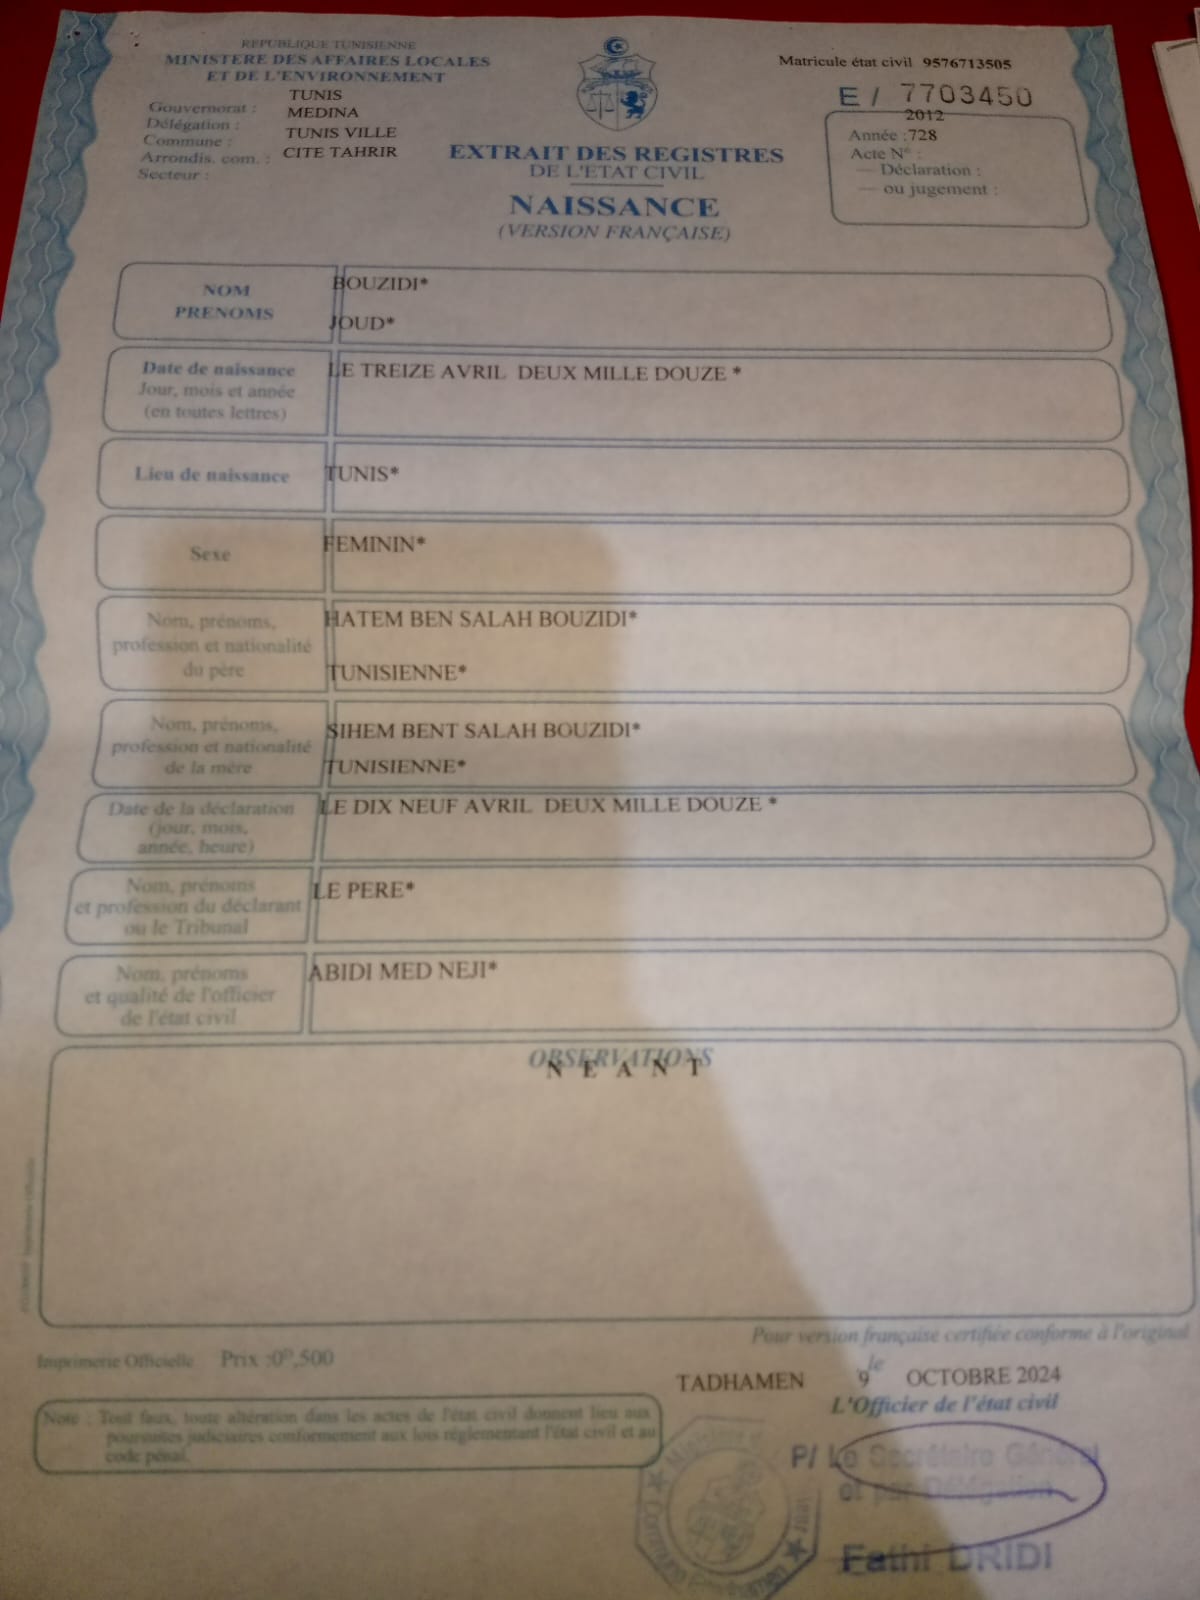 REPUBLIQUE TUNISIENNE
MINISTERE DES AFFAIRES LOCALES
ET DE L'ENVIRONNEMENT
Gouvernorat : TUNIS
Délégation : MEDINA
Commune : TUNIS VILLE
Arrondis. com. : CITE TAHRIR
Secteur :
Matricule état civil 9576713505
E / 7703450
2012
Année :728
Acte N° :
— Déclaration :
— ou jugement :
EXTRAIT DES REGISTRES
DE L'ETAT CIVIL
NAISSANCE
(VERSION FRANÇAISE)
NOM BOUZIDI*
PRENOMS JOUD*
Date de naissance LE TREIZE AVRIL DEUX MILLE DOUZE *
Jour, mois et année
(en toutes lettres)
Lieu de naissance TUNIS*
Sexe FEMININ*
Nom, prénoms, HATEM BEN SALAH BOUZIDI*
profession et nationalité
du père TUNISIENNE*
Nom, prénoms, SIHEM BENT SALAH BOUZIDI*
profession et nationalité
de la mère TUNISIENNE*
Date de la déclaration LE DIX NEUF AVRIL DEUX MILLE DOUZE *
(jour, mois,
année, heure)
Nom, prénoms LE PERE*
et profession du déclarant
ou le Tribunal
Nom, prénoms ABIDI MED NEJI*
et qualité de l'officier
de l'état civil
OBSERVATIONS
N E A N T
Pour version française certifiée conforme à l'original
Imprimerie Officielle Prix :0ᴰ,500
TADHAMEN le 9 OCTOBRE 2024
L'Officier de l'état civil
Note : Tout faux, toute altération dans les actes de l'état civil donnent lieu aux
poursuites judiciaires conformement aux lois réglementant l'état civil et au
code pénal.
P/ Le Secrétaire Général
et par Délégation
Fathi DRIDI